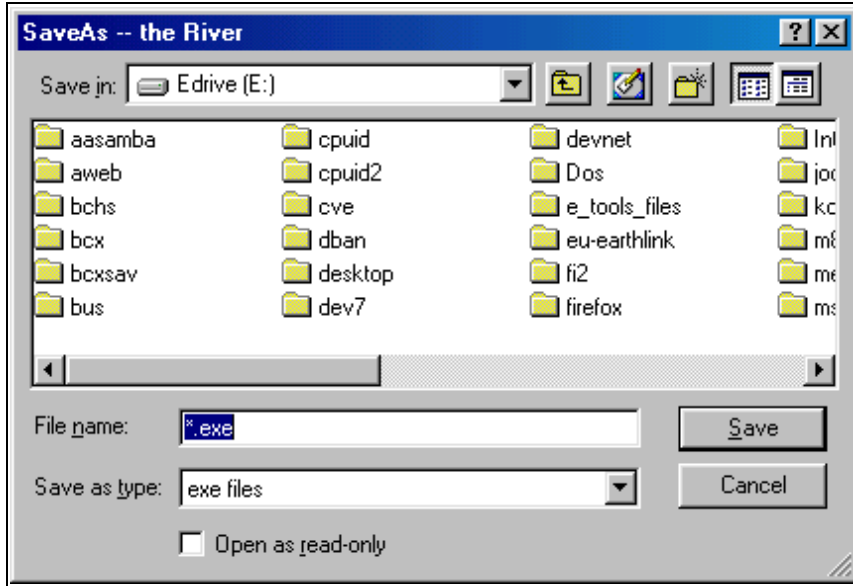 SaveAs -- the River
Save in: Edrive (E:)
aasamba cpuid devnet
aweb cpuid2 Dos
bchs cve e_tools_files
bcx dban eu-earthlink
bcxsav desktop fi2
bus dev7 firefox
File name: *.exe Save
Save as type: exe files Cancel
Open as read-only